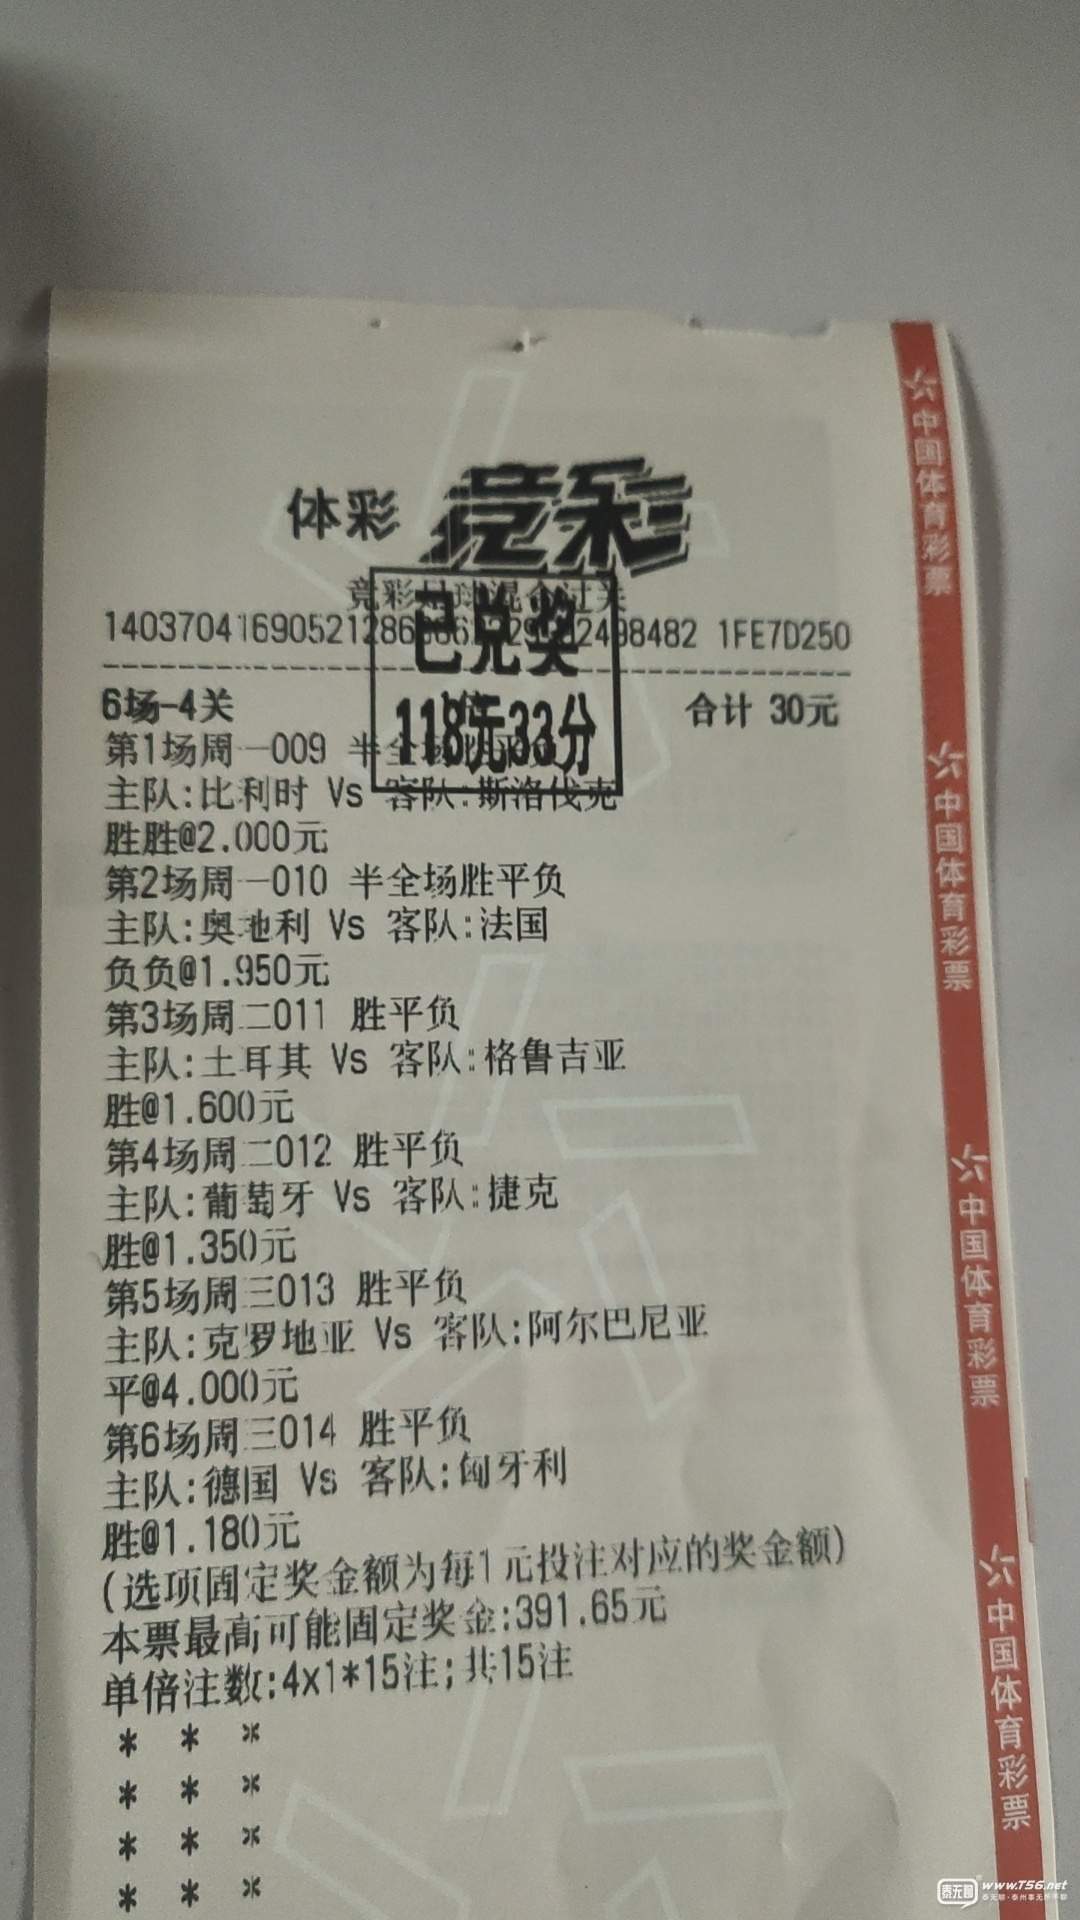 体彩 竞彩
竞彩足球混合过关
1FE7D250
已兑奖
118元33分
6场-4关
合计 30元
第1场周一009 半全场胜平负
主队:比利时 Vs 客队:斯洛伐克
胜胜@2.000元
第2场周一010 半全场胜平负
主队:奥地利 Vs 客队:法国
负负@1.950元
第3场周二011 胜平负
主队:土耳其 Vs 客队:格鲁吉亚
胜@1.600元
第4场周二012 胜平负
主队:葡萄牙 Vs 客队:捷克
胜@1.350元
第5场周三013 胜平负
主队:克罗地亚 Vs 客队:阿尔巴尼亚
平@4.000元
第6场周三014 胜平负
主队:德国 Vs 客队:匈牙利
胜@1.180元
(选项固定奖金额为每1元投注对应的奖金额)
本票最高可能固定奖金:391.65元
单倍注数:4x1*15注;共15注
* * *
* * *
* * *
* * *
中国体育彩票
中国体育彩票
中国体育彩票
中国体育彩票
泰无聊
www.T56.net